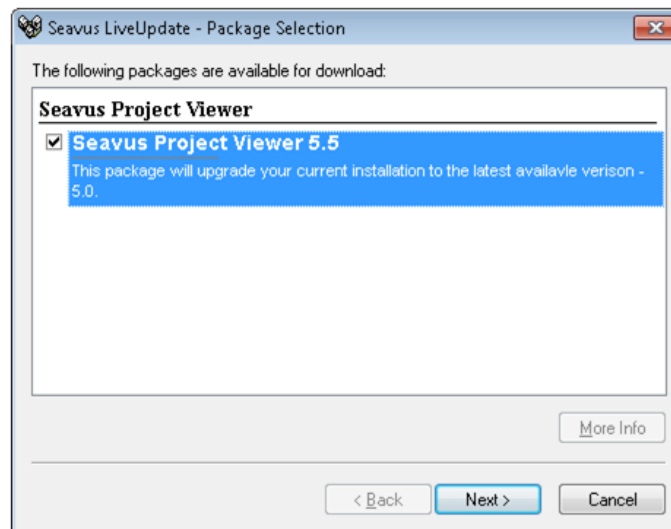 Seavus LiveUpdate - Package Selection
The following packages are available for download:
Seavus Project Viewer
Seavus Project Viewer 5.5
This package will upgrade your current installation to the latest availavle verison -
5.0.
More Info
< Back Next > Cancel